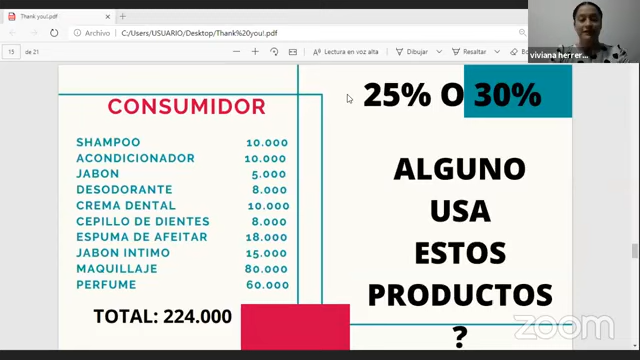 Thank you!.pdf
Archivo
C:/Users/USUARIO/Desktop/Thank%20you!.pdf
15
de 21
Lectura en voz alta
Dibujar
Resaltar
Borrar
viviana herrer...
CONSUMIDOR
SHAMPOO 10.000
ACONDICIONADOR 10.000
JABON 5.000
DESODORANTE 8.000
CREMA DENTAL 10.000
CEPILLO DE DIENTES 8.000
ESPUMA DE AFEITAR 18.000
JABON INTIMO 15.000
MAQUILLAJE 80.000
PERFUME 60.000
TOTAL: 224.000
25% O 30%
ALGUNO
USA
ESTOS
PRODUCTOS
?
zoom